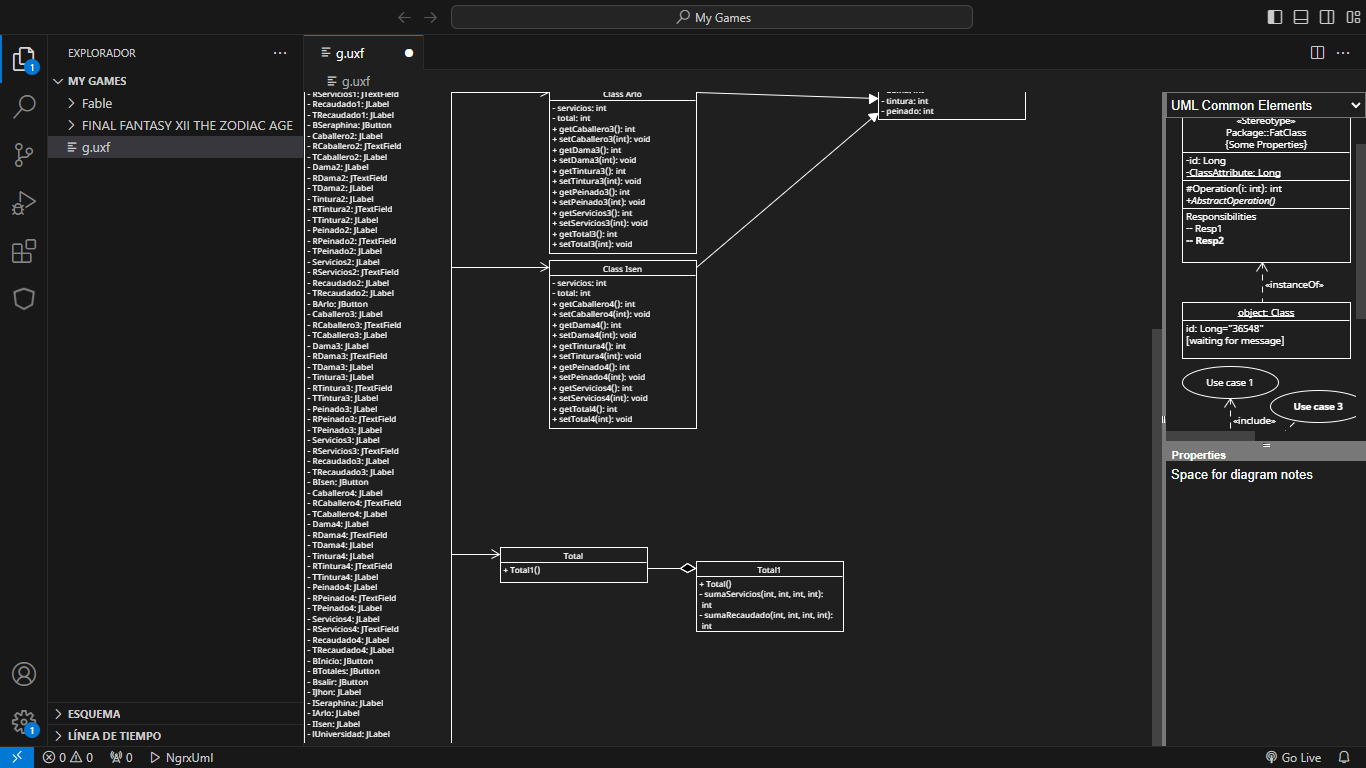 My Games
EXPLORADOR
MY GAMES
Fable
FINAL FANTASY XII THE ZODIAC AGE
g.uxf
1
ESQUEMA
LÍNEA DE TIEMPO
1
g.uxf
g.uxf
- RServicios1: JTextField
- Recaudado1: JLabel
- TRecaudado1: JLabel
- BSeraphina: JButton
- Caballero2: JLabel
- RCaballero2: JTextField
- TCaballero2: JLabel
- Dama2: JLabel
- RDama2: JTextField
- TDama2: JLabel
- Tintura2: JLabel
- RTintura2: JTextField
- TTintura2: JLabel
- Peinado2: JLabel
- RPeinado2: JTextField
- TPeinado2: JLabel
- Servicios2: JLabel
- RServicios2: JTextField
- Recaudado2: JLabel
- TRecaudado2: JLabel
- BArlo: JButton
- Caballero3: JLabel
- RCaballero3: JTextField
- TCaballero3: JLabel
- Dama3: JLabel
- RDama3: JTextField
- TDama3: JLabel
- Tintura3: JLabel
- RTintura3: JTextField
- TTintura3: JLabel
- Peinado3: JLabel
- RPeinado3: JTextField
- TPeinado3: JLabel
- Servicios3: JLabel
- RServicios3: JTextField
- Recaudado3: JLabel
- TRecaudado3: JLabel
- BIsen: JButton
- Caballero4: JLabel
- RCaballero4: JTextField
- TCaballero4: JLabel
- Dama4: JLabel
- RDama4: JTextField
- TDama4: JLabel
- Tintura4: JLabel
- RTintura4: JTextField
- TTintura4: JLabel
- Peinado4: JLabel
- RPeinado4: JTextField
- TPeinado4: JLabel
- Servicios4: JLabel
- RServicios4: JTextField
- Recaudado4: JLabel
- TRecaudado4: JLabel
- BInicio: JButton
- BTotales: JButton
- Bsalir: JButton
- IJhon: JLabel
- ISeraphina: JLabel
- IArlo: JLabel
- IIsen: JLabel
- IUniversidad: JLabel
Class Arlo
- servicios: int
- total: int
+ getCaballero3(): int
+ setCaballero3(int): void
+ getDama3(): int
+ setDama3(int): void
+ getTintura3(): int
+ setTintura3(int): void
+ getPeinado3(): int
+ setPeinado3(int): void
+ getServicios3(): int
+ setServicios3(int): void
+ getTotal3(): int
+ setTotal3(int): void
Class Isen
- servicios: int
- total: int
+ getCaballero4(): int
+ setCaballero4(int): void
+ getDama4(): int
+ setDama4(int): void
+ getTintura4(): int
+ setTintura4(int): void
+ getPeinado4(): int
+ setPeinado4(int): void
+ getServicios4(): int
+ setServicios4(int): void
+ getTotal4(): int
+ setTotal4(int): void
- tintura: int
- peinado: int
Total
+ Total1()
Total1
+ Total()
- sumaServicios(int, int, int, int):
int
- sumaRecaudado(int, int, int, int):
int
UML Common Elements
«Stereotype»
Package::FatClass
{Some Properties}
-id: Long
-ClassAttribute: Long
#Operation(i: int): int
+AbstractOperation()
Responsibilities
-- Resp1
-- Resp2
«instanceOf»
object: Class
id: Long="36548"
[waiting for message]
Use case 1
Use case 3
«include»
Properties
Space for diagram notes
0
0
0
NgrxUml
Go Live